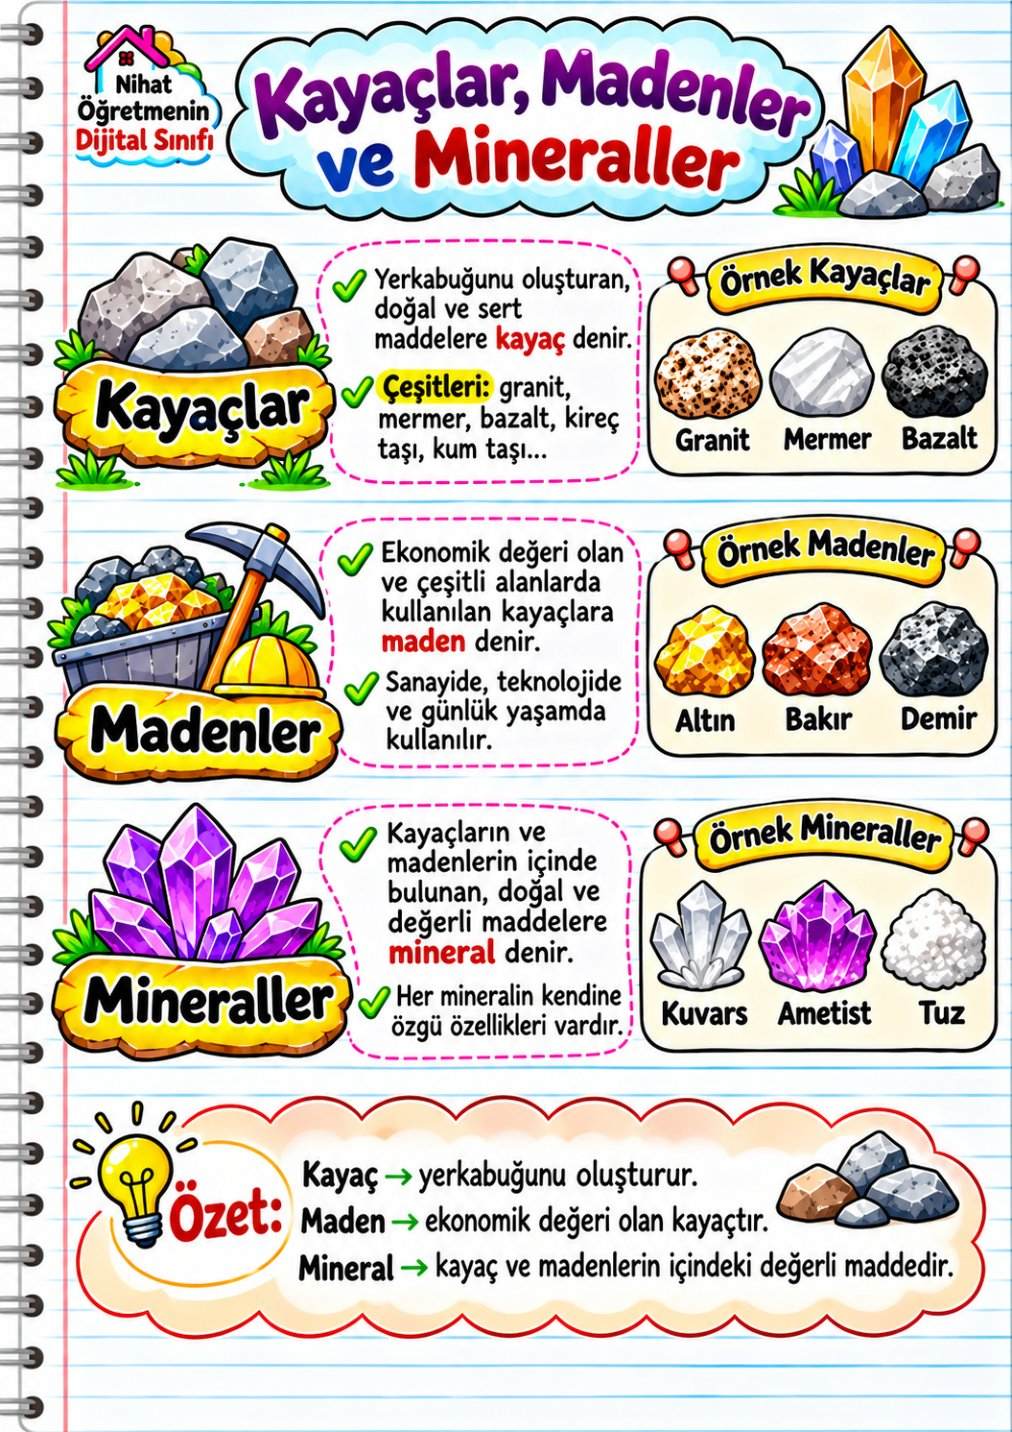 Nihat
Öğretmenin
Dijital Sınıfı
Kayaçlar, Madenler
ve Mineraller
Kayaçlar
Yerkabuğunu oluşturan,
doğal ve sert
maddelere kayaç denir.
Çeşitleri: granit,
mermer, bazalt, kireç
taşı, kum taşı...
Örnek Kayaçlar
Granit Mermer Bazalt
Madenler
Ekonomik değeri olan
ve çeşitli alanlarda
kullanılan kayaçlara
maden denir.
Sanayide, teknolojide
ve günlük yaşamda
kullanılır.
Örnek Madenler
Altın Bakır Demir
Mineraller
Kayaçların ve
madenlerin içinde
bulunan, doğal ve
değerli maddelere
mineral denir.
Her mineralin kendine
özgü özellikleri vardır.
Örnek Mineraller
Kuvars Ametist Tuz
Özet:
Kayaç → yerkabuğunu oluşturur.
Maden → ekonomik değeri olan kayaçtır.
Mineral → kayaç ve madenlerin içindeki değerli maddedir.